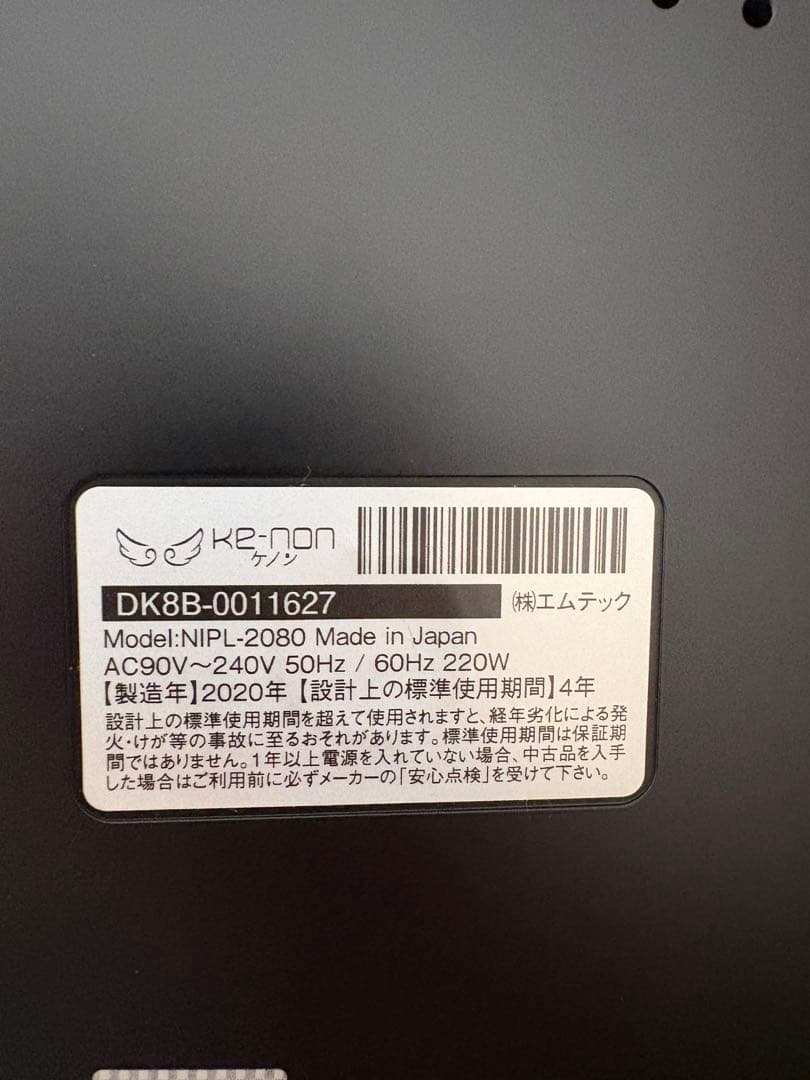 ke-non
ケノン
DK8B-0011627
㈱エムテック
Model:NIPL-2080 Made in Japan
AC90V～240V 50Hz / 60Hz 220W
【製造年】2020年【設計上の標準使用期間】4年
設計上の標準使用期間を超えて使用されますと、経年劣化による発
火・けが等の事故に至るおそれがあります。標準使用期間は保証期
間ではありません。1年以上電源を入れていない場合、中古品を入手
した場合はご利用前に必ずメーカーの「安心点検」を受けて下さい。